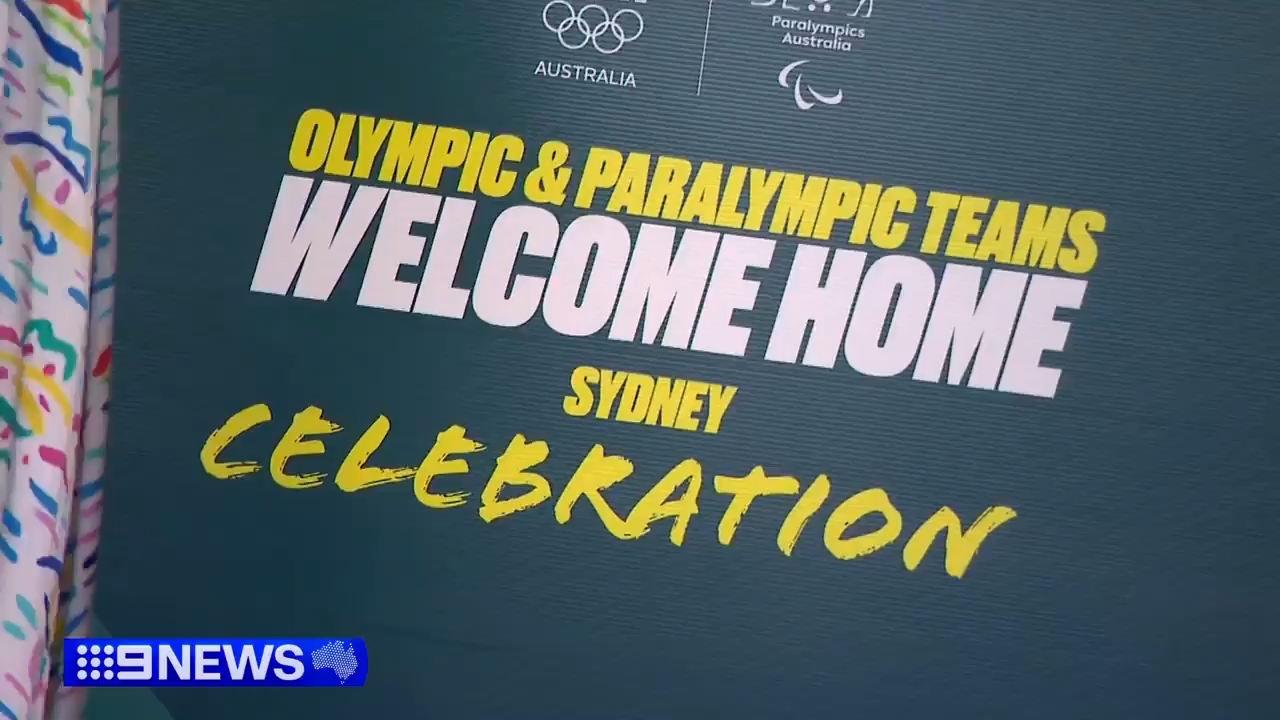 AUSTRALIA
Paralympics
Australia
OLYMPIC & PARALYMPIC TEAMS
WELCOME HOME
SYDNEY
CELEBRATION
9NEWS